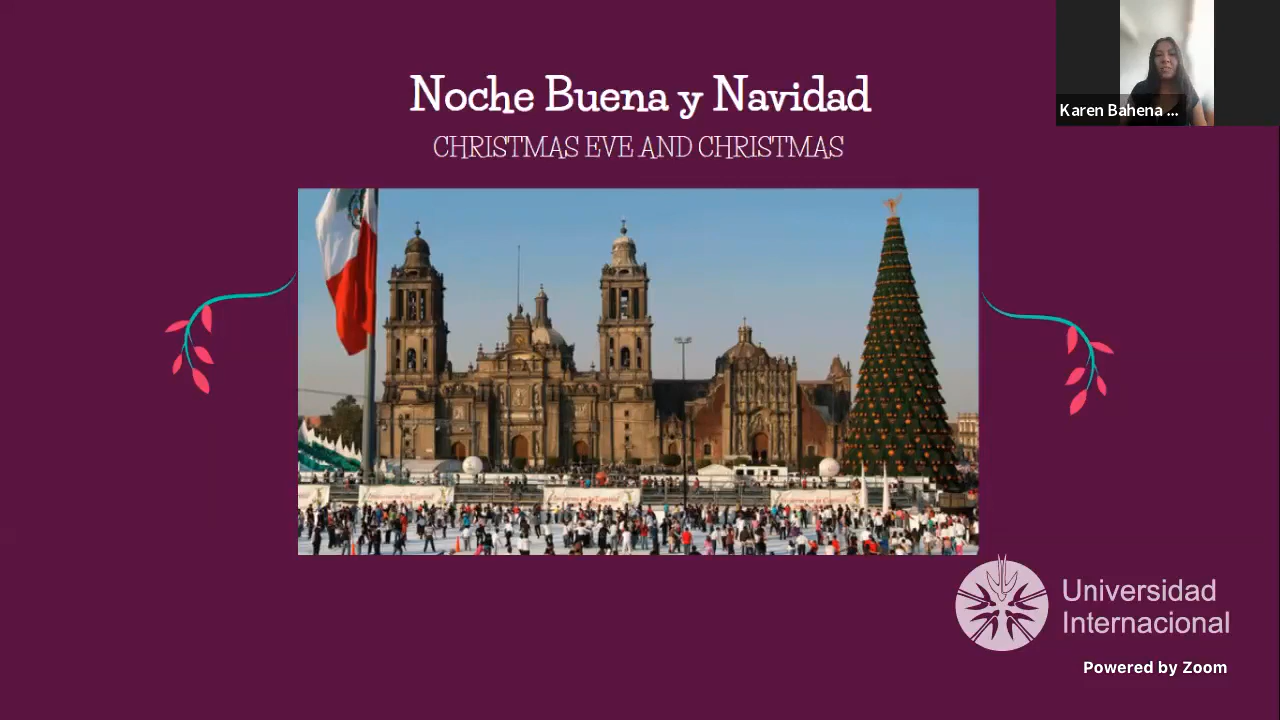 Noche Buena y Navidad
CHRISTMAS EVE AND CHRISTMAS
Karen Bahena ...
Universidad
Internacional
Powered by Zoom